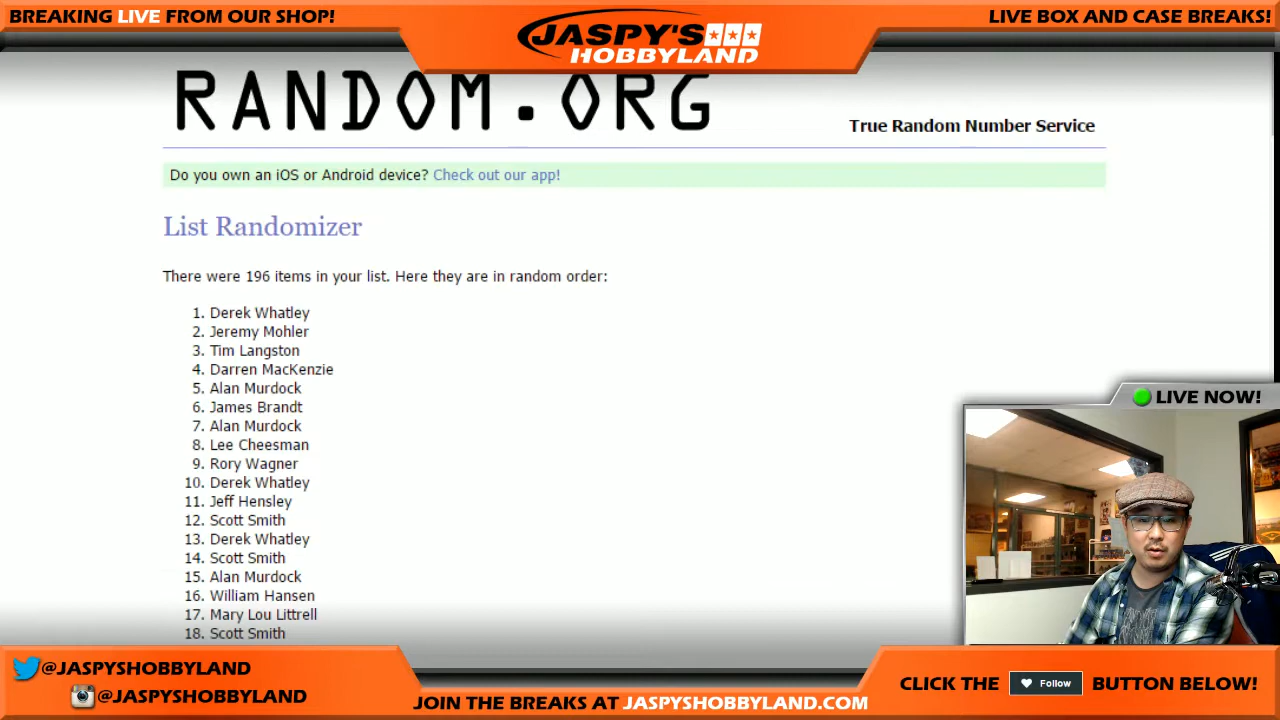 BREAKING LIVE FROM OUR SHOP!
JASPY'S
HOBBYLAND
LIVE BOX AND CASE BREAKS!
RANDOM.ORG
True Random Number Service
Do you own an iOS or Android device? Check out our app!
List Randomizer
There were 196 items in your list. Here they are in random order:
1. Derek Whatley
2. Jeremy Mohler
3. Tim Langston
4. Darren MacKenzie
5. Alan Murdock
6. James Brandt
7. Alan Murdock
8. Lee Cheesman
9. Rory Wagner
10. Derek Whatley
11. Jeff Hensley
12. Scott Smith
13. Derek Whatley
14. Scott Smith
15. Alan Murdock
16. William Hansen
17. Mary Lou Littrell
18. Scott Smith
LIVE NOW!
@JASPYSHOBBYLAND
@JASPYSHOBBYLAND
JOIN THE BREAKS AT JASPYSHOBBYLAND.COM
CLICK THE Follow BUTTON BELOW!